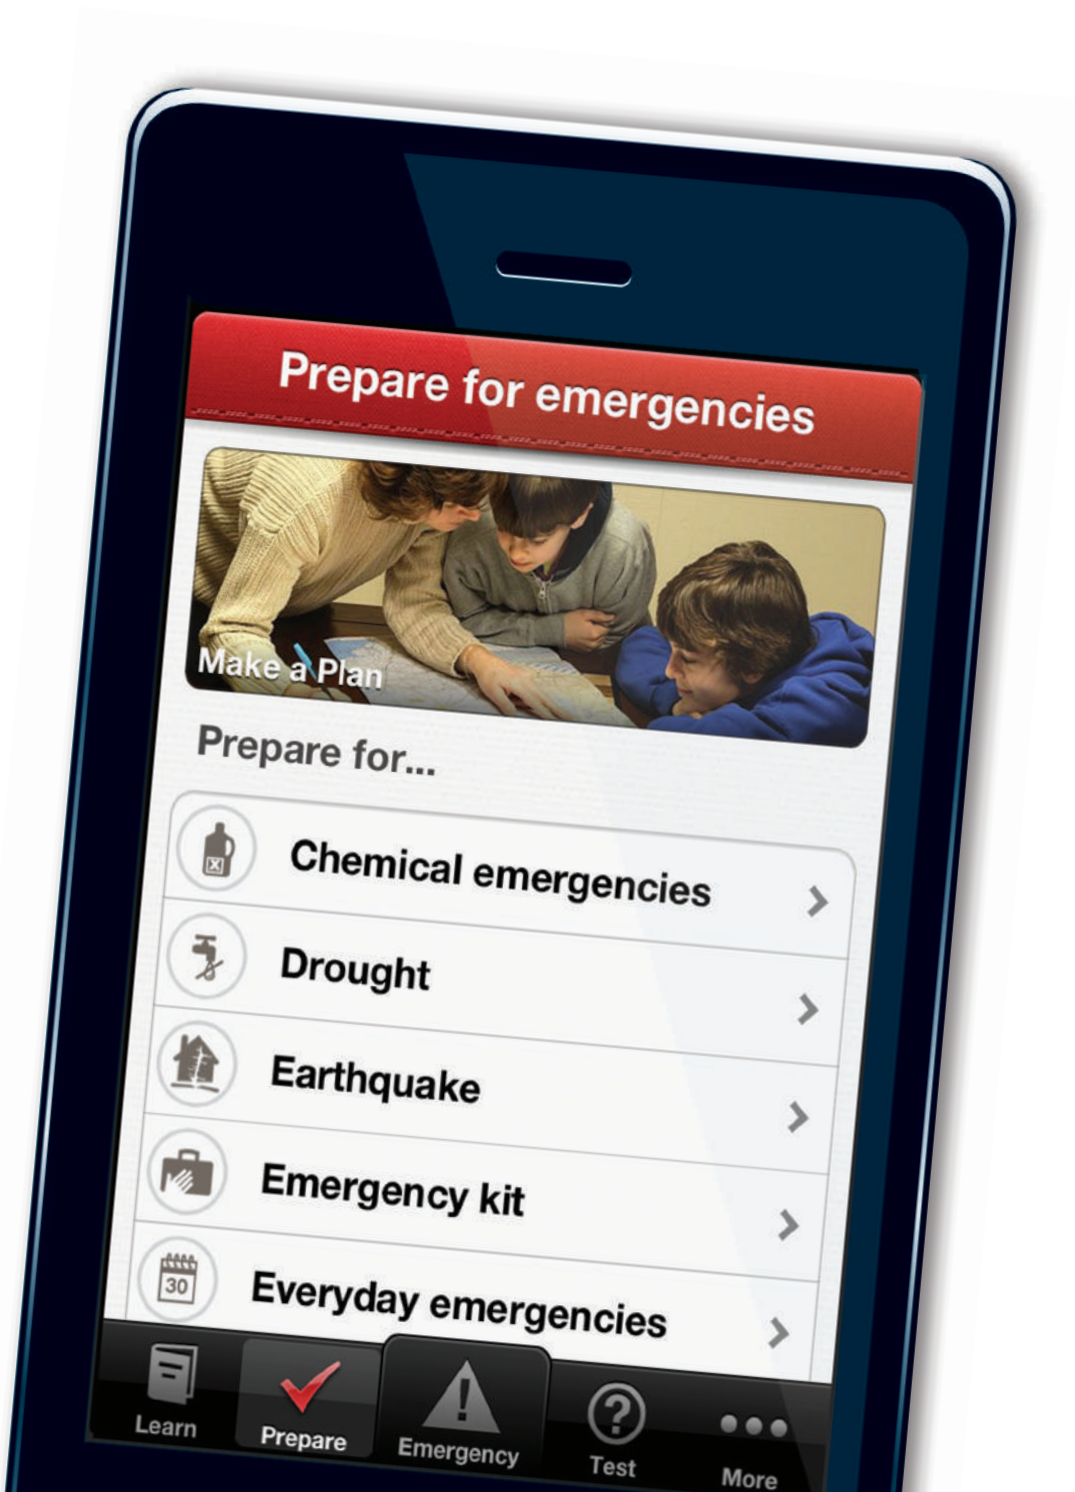 Prepare for emergencies
Make a Plan
Prepare for...
X
Chemical emergencies
Drought
Earthquake
Emergency kit
30
Everyday emergencies
Learn
Prepare
!
Emergency
?
Test
More